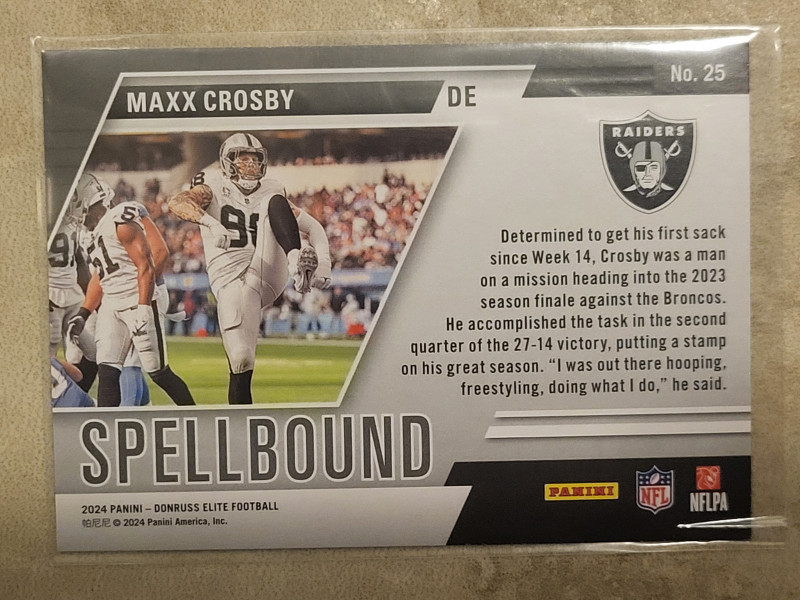 No. 25
MAXX CROSBY
DE
RAIDERS
98
51
9
Determined to get his first sack
since Week 14, Crosby was a man
on a mission heading into the 2023
season finale against the Broncos.
He accomplished the task in the second
quarter of the 27-14 victory, putting a stamp
on his great season. “I was out there hooping,
freestyling, doing what I do,” he said.
SPELLBOUND
PANINI
NFL
NFLPA
2024 PANINI – DONRUSS ELITE FOOTBALL
帕尼尼 © 2024 Panini America, Inc.